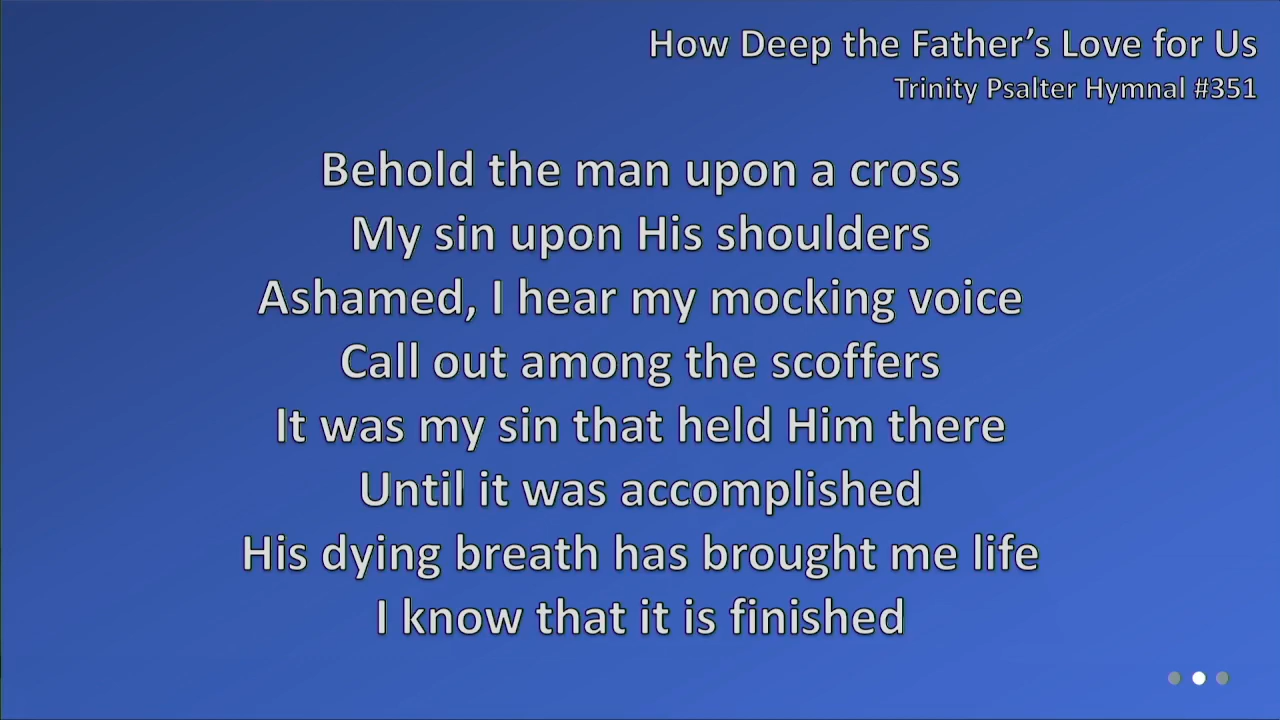 How Deep the Father’s Love for Us
Trinity Psalter Hymnal #351
Behold the man upon a cross
My sin upon His shoulders
Ashamed, I hear my mocking voice
Call out among the scoffers
It was my sin that held Him there
Until it was accomplished
His dying breath has brought me life
I know that it is finished